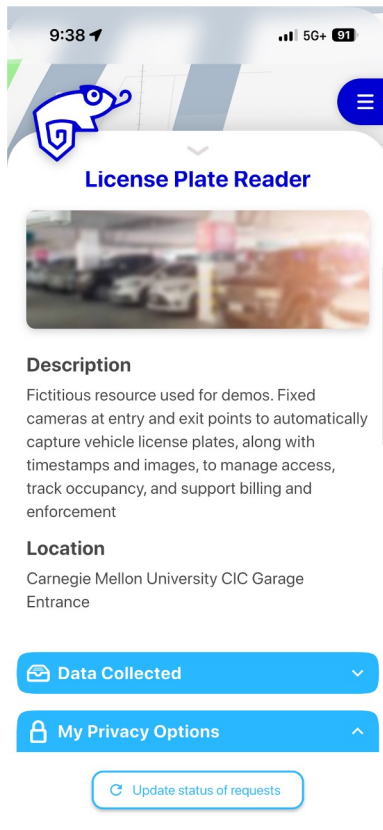 9:38
5G+ 91
License Plate Reader
Description
Fictitious resource used for demos. Fixed
cameras at entry and exit points to automatically
capture vehicle license plates, along with
timestamps and images, to manage access,
track occupancy, and support billing and
enforcement
Location
Carnegie Mellon University CIC Garage
Entrance
Data Collected
My Privacy Options
Update status of requests